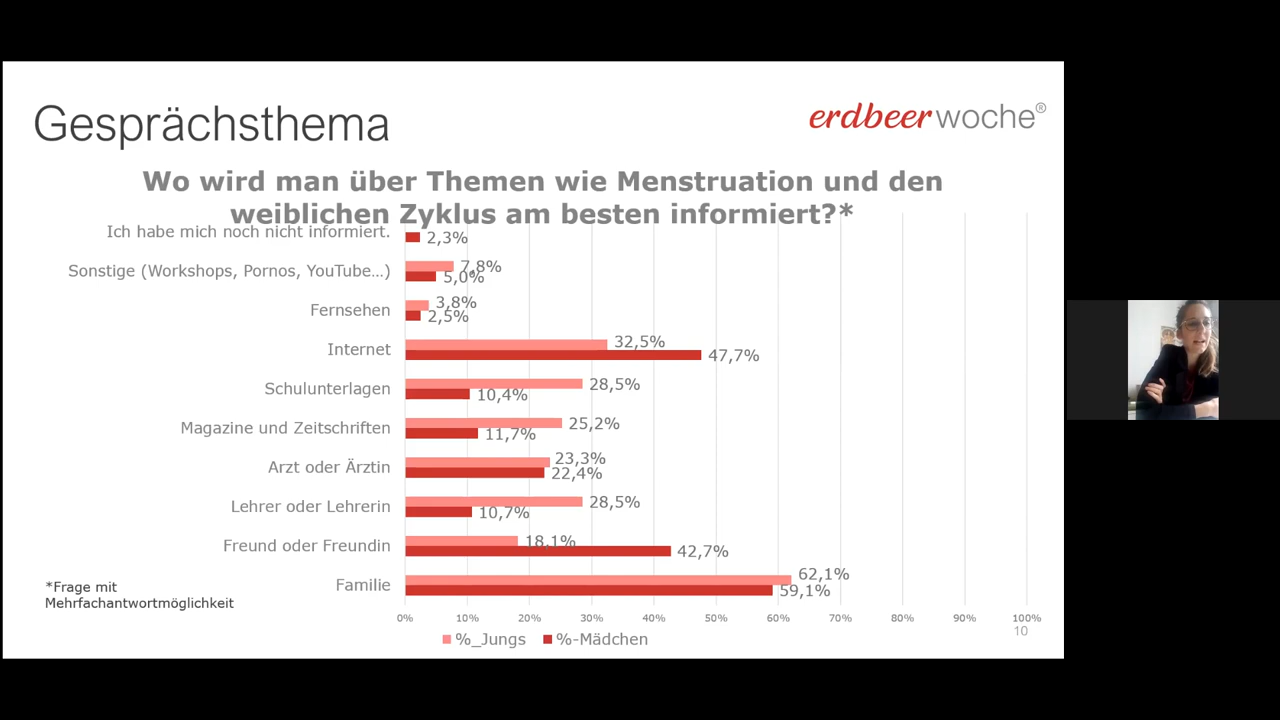 Gesprächsthema
erdbeerwoche®
Wo wird man über Themen wie Menstruation und den
weiblichen Zyklus am besten informiert?*
Ich habe mich noch nicht informiert.
2,3%
Sonstige (Workshops, Pornos, YouTube...)
7,8%
5,0%
Fernsehen
3,8%
2,5%
Internet
32,5%
47,7%
Schulunterlagen
28,5%
10,4%
Magazine und Zeitschriften
25,2%
11,7%
Arzt oder Ärztin
23,3%
22,4%
Lehrer oder Lehrerin
28,5%
10,7%
Freund oder Freundin
18,1%
42,7%
Familie
62,1%
59,1%
*Frage mit
Mehrfachantwortmöglichkeit
0% 10% 20% 30% 40% 50% 60% 70% 80% 90% 100%
10
%_Jungs %-Mädchen